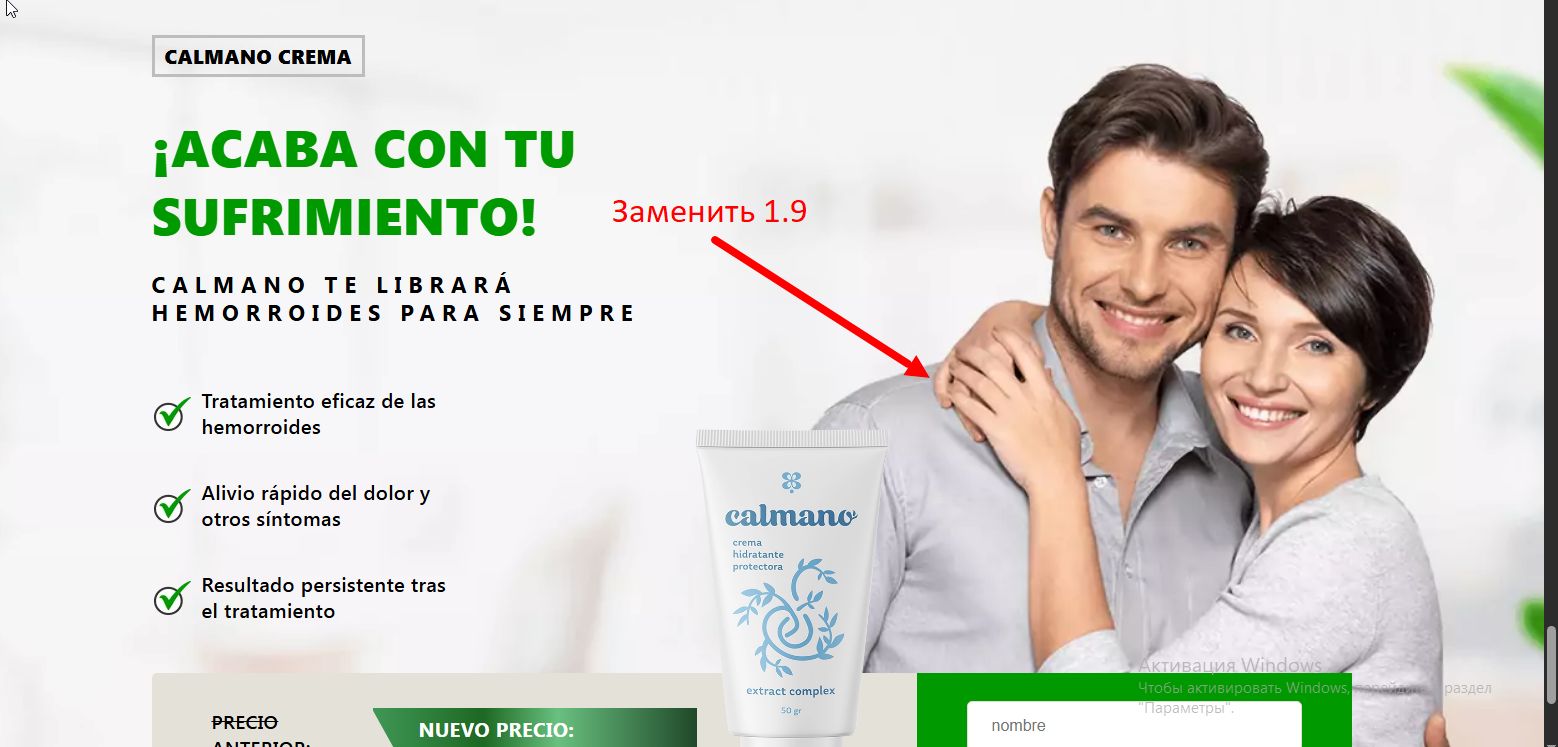 CALMANO CREMA
¡ACABA CON TU
SUFRIMIENTO!
Заменить 1.9
CALMANO TE LIBRARÁ
HEMORROIDES PARA SIEMPRE
Tratamiento eficaz de las
hemorroides
Alivio rápido del dolor y
otros síntomas
Resultado persistente tras
el tratamiento
calmano
crema
hidratante
protectora
extract complex
50 gr
Активация Windows
Чтобы активировать Windows, перейдите в раздел
"Параметры".
PRECIO
ANTERIOR:
NUEVO PRECIO:
nombre